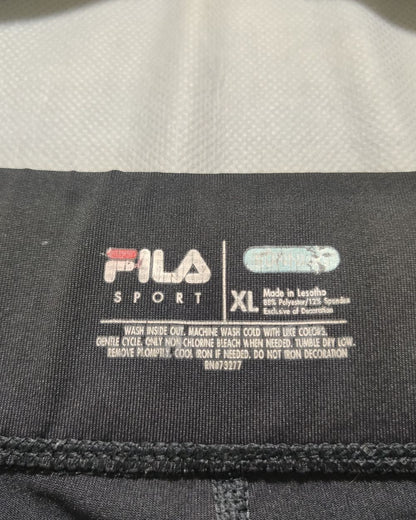 FILA
SPORT
XL
Made in Lesotho
88% Polyester/12% Spandex
Exclusive of Decoration
WASH INSIDE OUT. MACHINE WASH COLD WITH LIKE COLORS.
GENTLE CYCLE. ONLY NON-CHLORINE BLEACH WHEN NEEDED. TUMBLE DRY LOW.
REMOVE PROMPTLY. COOL IRON IF NEEDED. DO NOT IRON DECORATION
RN#73277